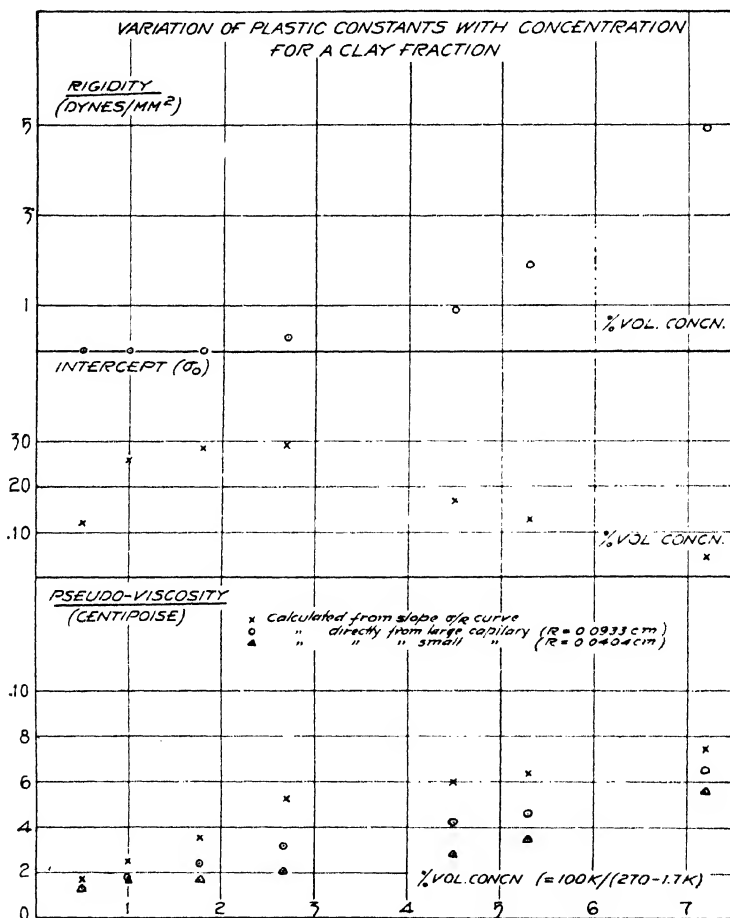 VARIATION OF PLASTIC CONSTANTS WITH CONCENTRATION
FOR A CLAY FRACTION
RIGIDITY
(DYNES/MM²)
5
3
1
% VOL. CONCN.
INTERCEPT (σ₀)
30
20
.10
% VOL CONCN.
PSEUDO-VISCOSITY
(CENTIPOISE)
× Calculated from slope σ/R curve
○ " directly from large capilary (R = 0.0933 cm)
▲ " " " small " (R = 0.0404 cm)
.10
8
6
.4
2
0
% VOL. CONCN (= 100K/(270-1.7K)
1 2 3 4 5 6 7